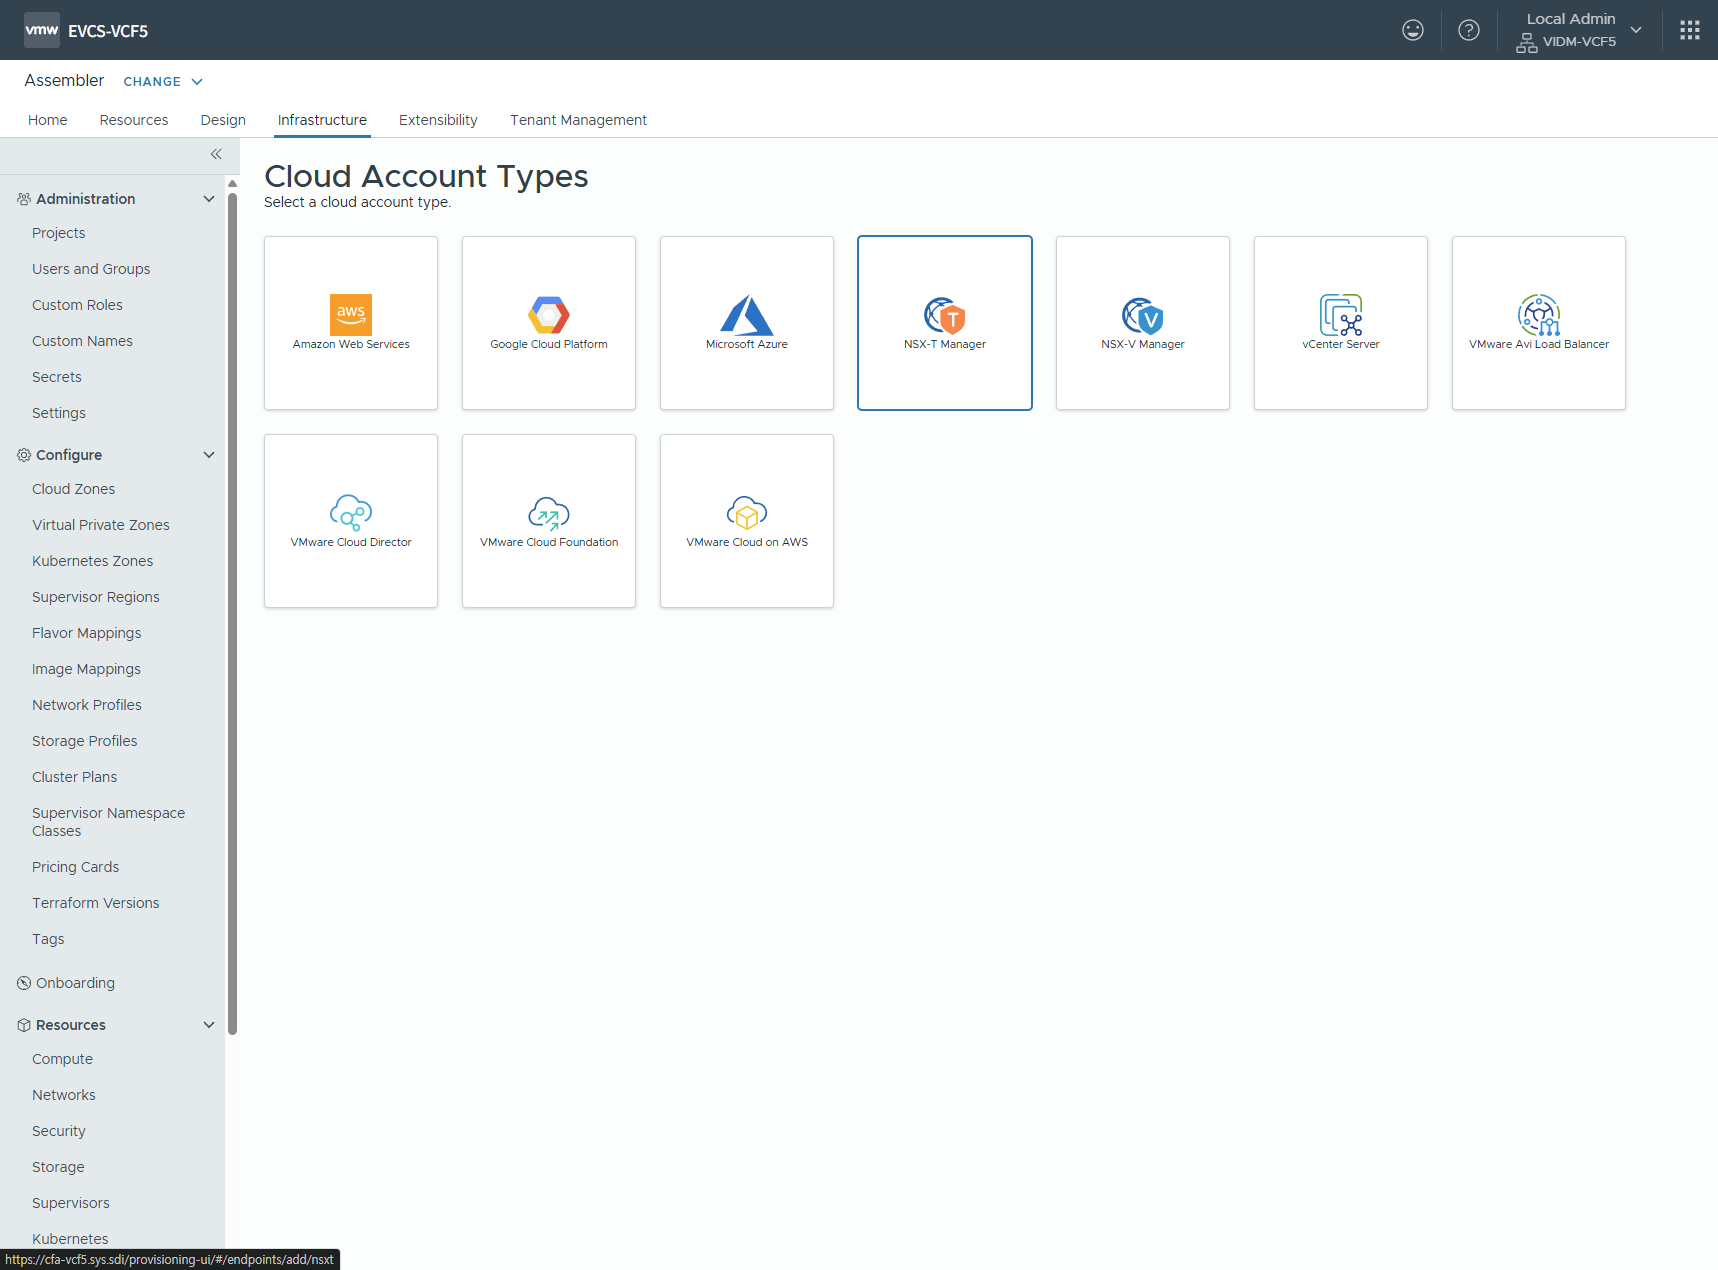 vmw EVCS-VCF5
Local Admin
VIDM-VCF5
Assembler CHANGE
Home Resources Design Infrastructure Extensibility Tenant Management
Administration
Projects
Users and Groups
Custom Roles
Custom Names
Secrets
Settings
Configure
Cloud Zones
Virtual Private Zones
Kubernetes Zones
Supervisor Regions
Flavor Mappings
Image Mappings
Network Profiles
Storage Profiles
Cluster Plans
Supervisor Namespace
Classes
Pricing Cards
Terraform Versions
Tags
Onboarding
Resources
Compute
Networks
Security
Storage
Supervisors
Kubernetes
https://cfa-vcf5.sys.sdi/provisioning-ui/#/endpoints/add/nsxt
Cloud Account Types
Select a cloud account type.
aws
Amazon Web Services
Google Cloud Platform
Microsoft Azure
T
NSX-T Manager
V
NSX-V Manager
vCenter Server
VMware Avi Load Balancer
VMware Cloud Director
VMware Cloud Foundation
VMware Cloud on AWS